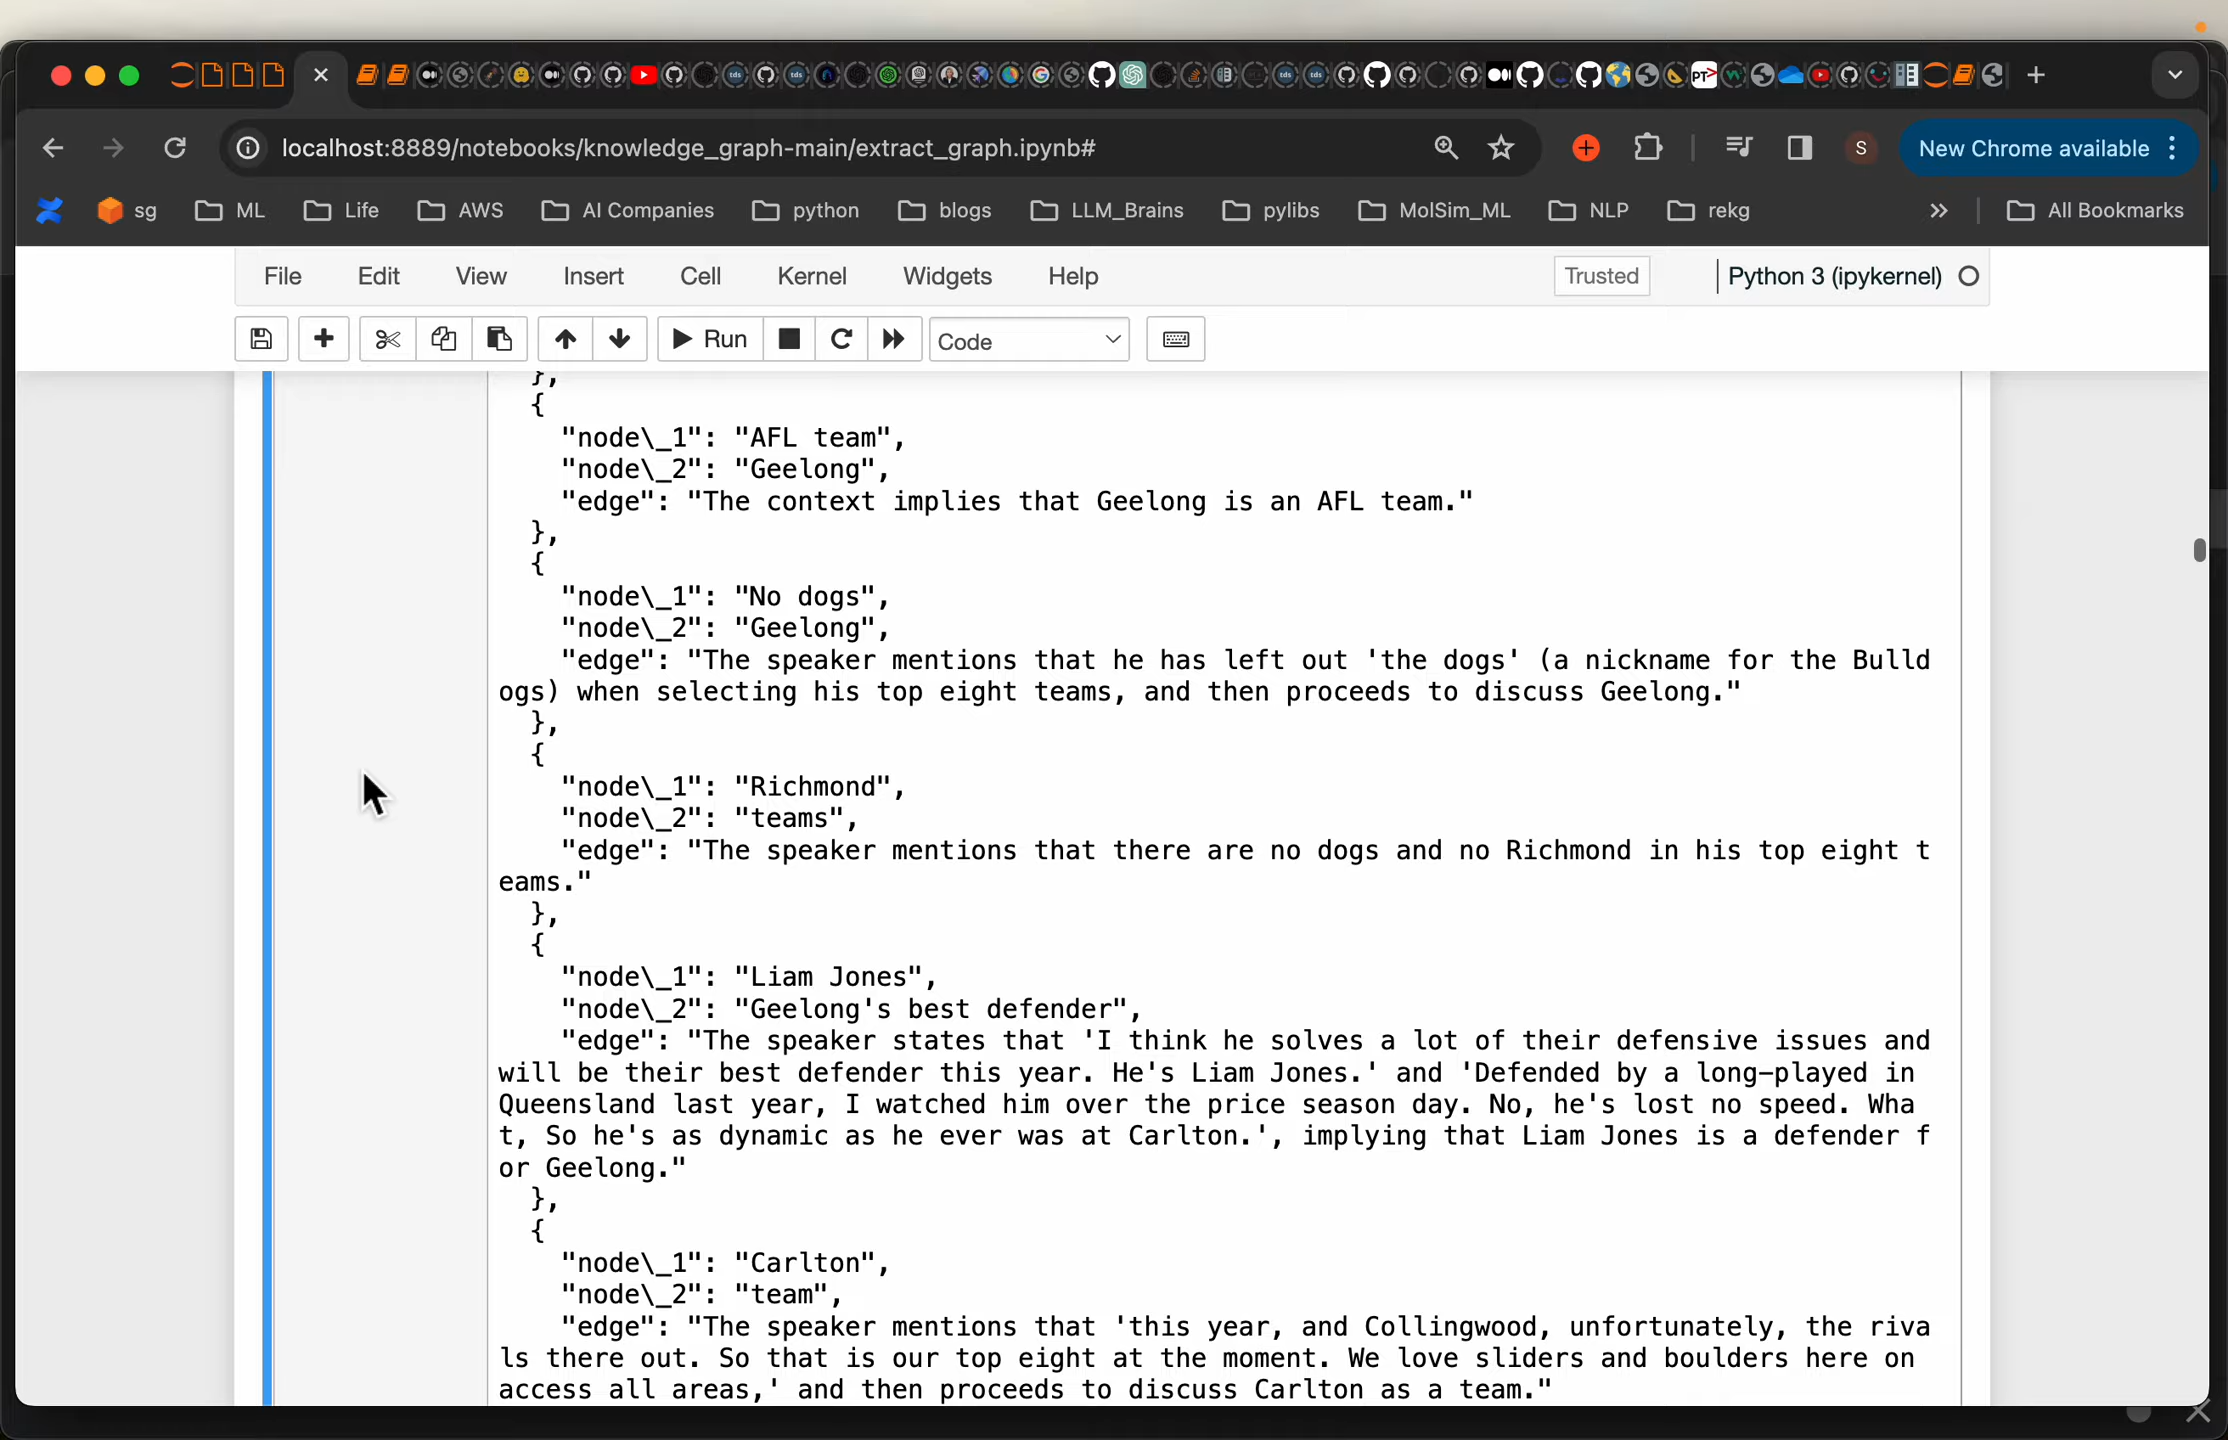 localhost:8889/notebooks/knowledge_graph-main/extract_graph.ipynb#
S
New Chrome available
sg ML Life AWS AI Companies python blogs LLM_Brains pylibs MolSim_ML NLP rekg » All Bookmarks
File Edit View Insert Cell Kernel Widgets Help Trusted Python 3 (ipykernel)
Run Code
},
{
"node\_1": "AFL team",
"node\_2": "Geelong",
"edge": "The context implies that Geelong is an AFL team."
},
{
"node\_1": "No dogs",
"node\_2": "Geelong",
"edge": "The speaker mentions that he has left out 'the dogs' (a nickname for the Bulld
ogs) when selecting his top eight teams, and then proceeds to discuss Geelong."
},
{
"node\_1": "Richmond",
"node\_2": "teams",
"edge": "The speaker mentions that there are no dogs and no Richmond in his top eight t
eams."
},
{
"node\_1": "Liam Jones",
"node\_2": "Geelong's best defender",
"edge": "The speaker states that 'I think he solves a lot of their defensive issues and
will be their best defender this year. He's Liam Jones.' and 'Defended by a long-played in
Queensland last year, I watched him over the price season day. No, he's lost no speed. Wha
t, So he's as dynamic as he ever was at Carlton.', implying that Liam Jones is a defender f
or Geelong."
},
{
"node\_1": "Carlton",
"node\_2": "team",
"edge": "The speaker mentions that 'this year, and Collingwood, unfortunately, the riva
ls there out. So that is our top eight at the moment. We love sliders and boulders here on
access all areas,' and then proceeds to discuss Carlton as a team."